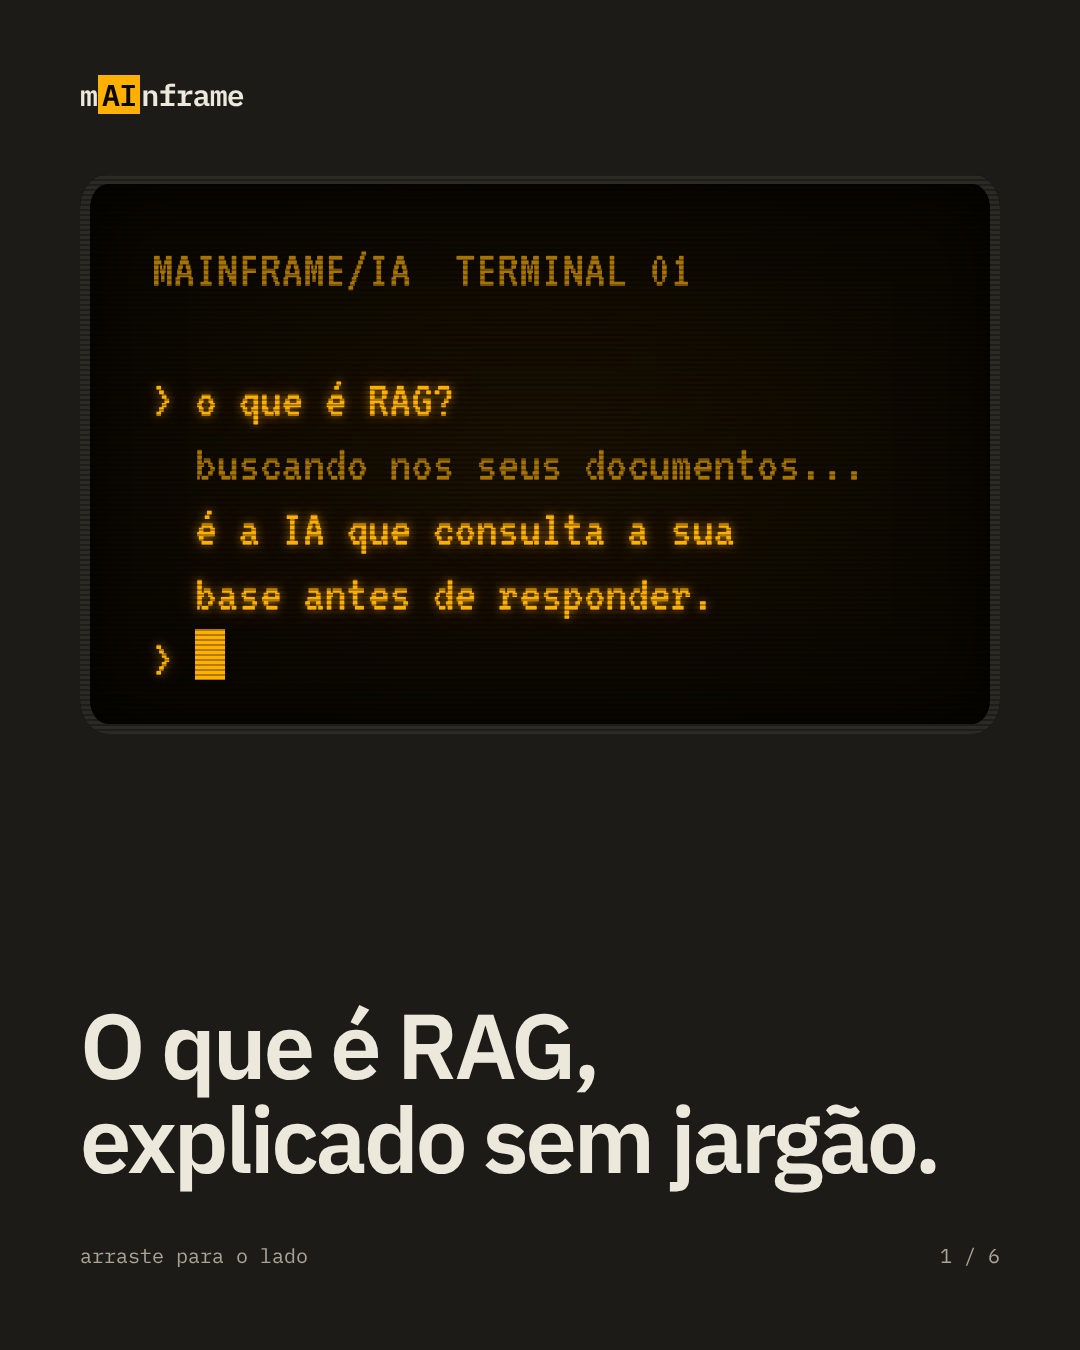 mAInframe
MAINFRAME/IA TERMINAL 01
❯ o que é RAG?
buscando nos seus documentos...
é a IA que consulta a sua
base antes de responder.
❯
O que é RAG,
explicado sem jargão.
arraste para o lado
1 / 6